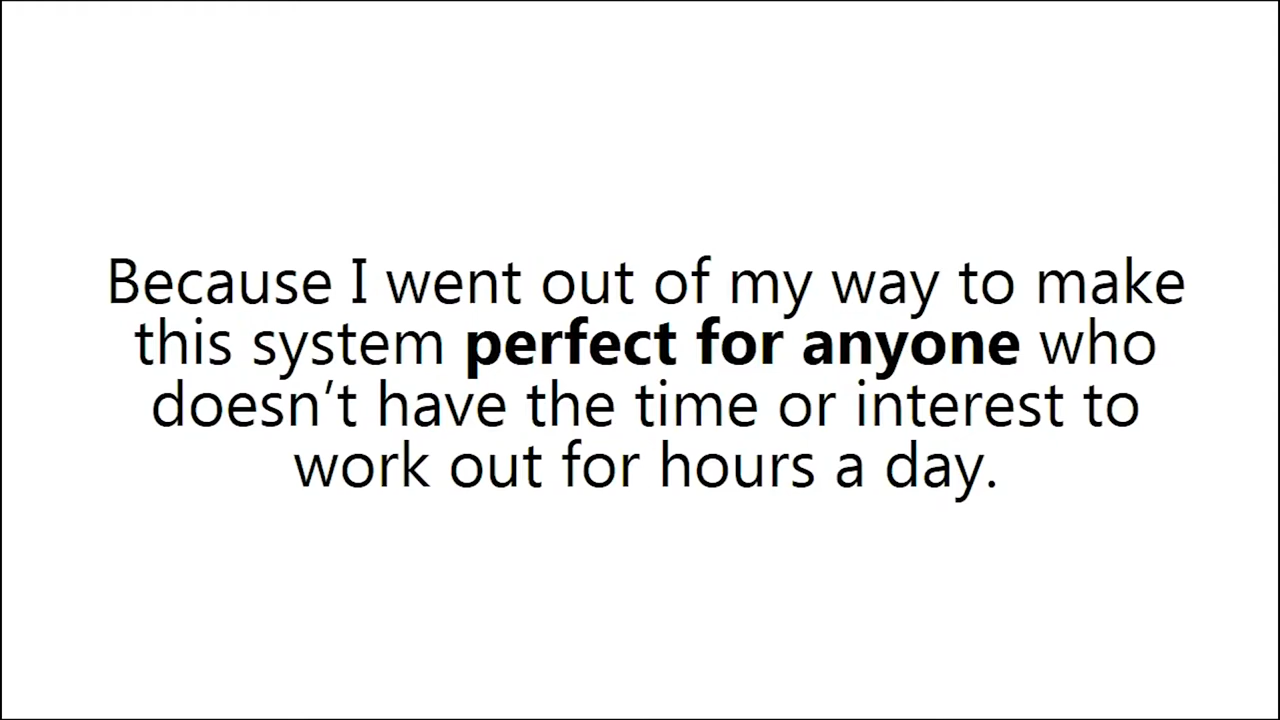 Because I went out of my way to make
this system perfect for anyone who
doesn’t have the time or interest to
work out for hours a day.